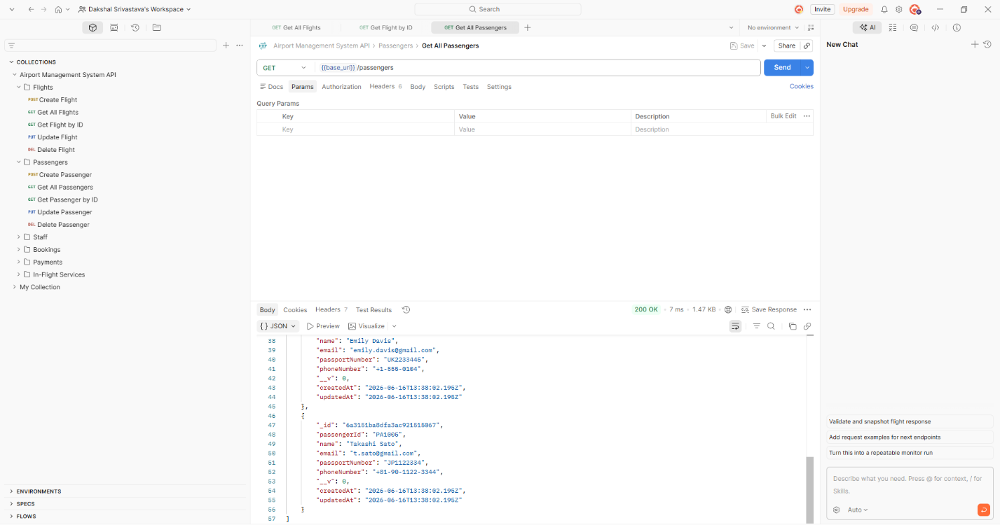 Dakshal Srivastava's Workspace
Search
Invite
Upgrade
GET Get All Flights
GET Get Flight by ID
GET Get All Passengers
No environment
AI
COLLECTIONS
Airport Management System API
Flights
POST Create Flight
GET Get All Flights
GET Get Flight by ID
PUT Update Flight
DEL Delete Flight
Passengers
POST Create Passenger
GET Get All Passengers
GET Get Passenger by ID
PUT Update Passenger
DEL Delete Passenger
Staff
Bookings
Payments
In-Flight Services
My Collection
ENVIRONMENTS
SPECS
FLOWS
HTTP Airport Management System API > Passengers > Get All Passengers
Save
Share
GET
{{base_url}} /passengers
Send
Docs Params Authorization Headers 6 Body Scripts Tests Settings
Cookies
Query Params
Key Value Description Bulk Edit
Key Value Description
Body Cookies Headers 7 Test Results
200 OK • 7 ms • 1.47 KB
e.g. Save Response
{} JSON Preview Visualize
38 "name": "Emily Davis",
39 "email": "emily.davis@gmail.com",
40 "passportNumber": "UK2233445",
41 "phoneNumber": "+1-555-0104",
42 "__v": 0,
43 "createdAt": "2026-06-16T13:38:02.195Z",
44 "updatedAt": "2026-06-16T13:38:02.195Z"
45 },
46 {
47 "_id": "6a3151ba8dfa3ac921515067",
48 "passengerId": "PA1005",
49 "name": "Takashi Sato",
50 "email": "t.sato@gmail.com",
51 "passportNumber": "JP1122334",
52 "phoneNumber": "+81-90-1122-3344",
53 "__v": 0,
54 "createdAt": "2026-06-16T13:38:02.195Z",
55 "updatedAt": "2026-06-16T13:38:02.195Z"
56 }
57 ]
New Chat
Validate and snapshot flight response
Add request examples for next endpoints
Turn this into a repeatable monitor run
Describe what you need. Press @ for context, / for
Skills.
Auto